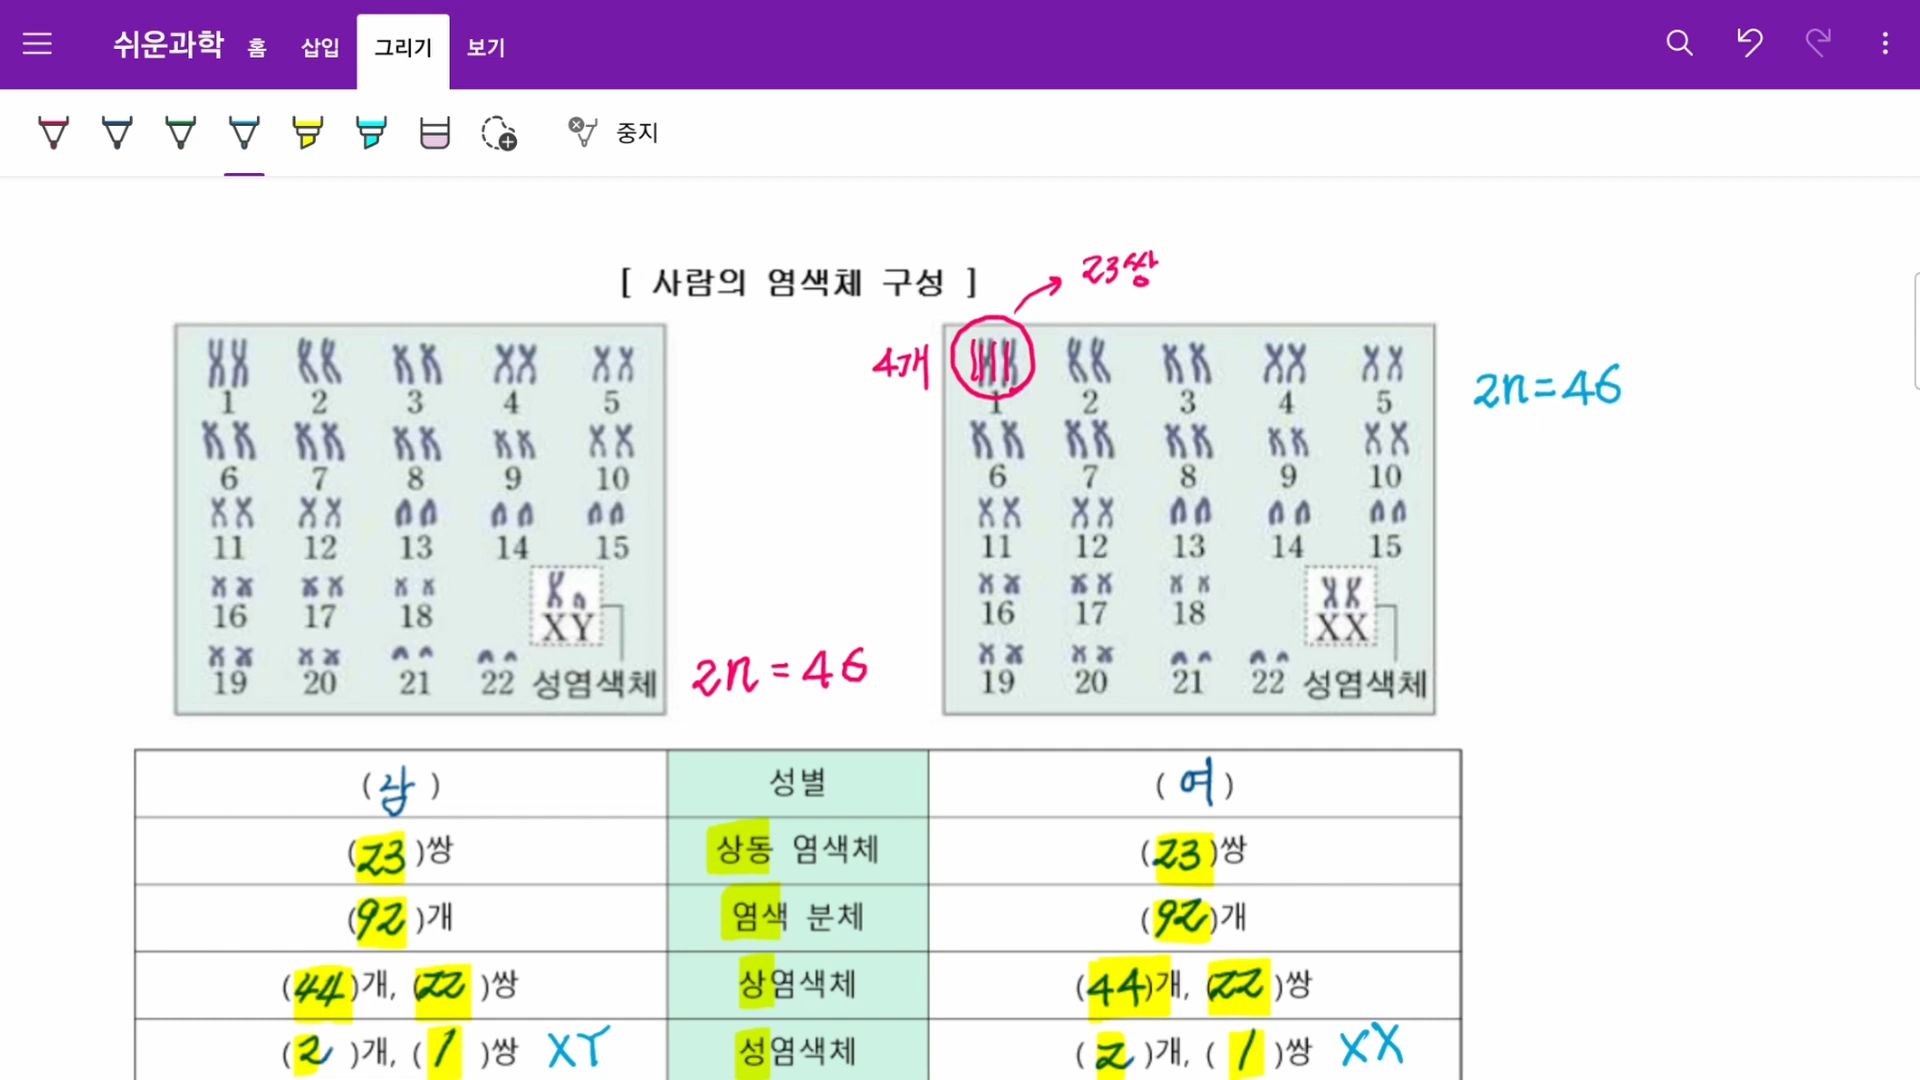 쉬운과학 홈 삽입 그리기 보기
중지
[ 사람의 염색체 구성 ] 23쌍
4개
1 2 3 4 5
6 7 8 9 10
11 12 13 14 15
16 17 18 XY
19 20 21 22 성염색체
2n=46
1 2 3 4 5
6 7 8 9 10
11 12 13 14 15
16 17 18 XX
19 20 21 22 성염색체
2n=46
(남) 성별 (여)
(23)쌍 상동 염색체 (23)쌍
(92)개 염색 분체 (92)개
(44)개, (22)쌍 상염색체 (44)개, (22)쌍
(2)개, (1)쌍 XY 성염색체 (2)개, (1)쌍 XX